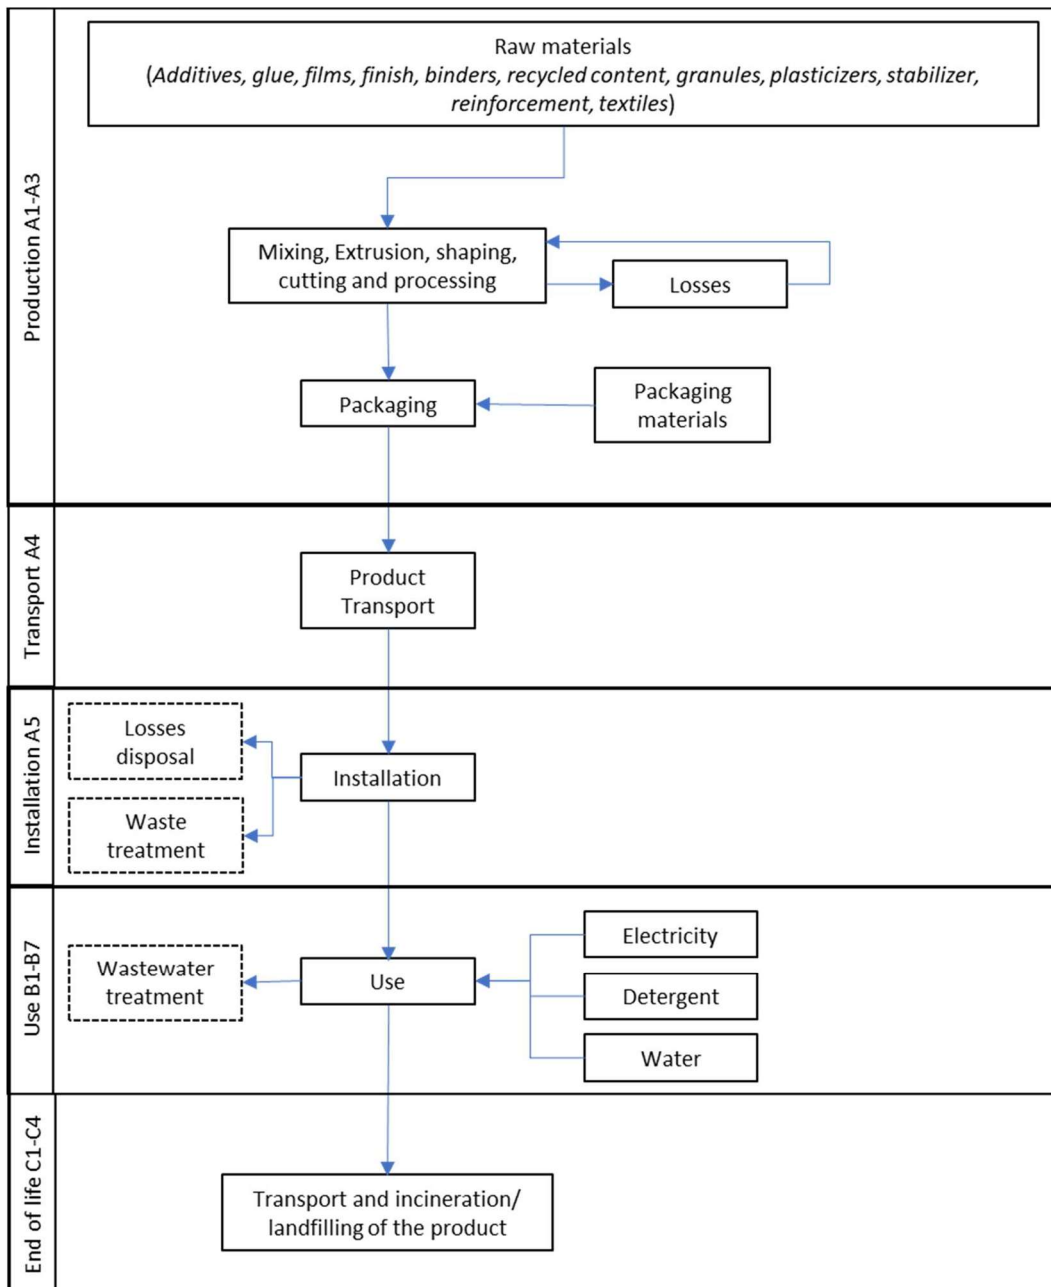 Production A1-A3
Raw materials
(Additives, glue, films, finish, binders, recycled content, granules, plasticizers, stabilizer,
reinforcement, textiles)
Mixing, Extrusion, shaping,
cutting and processing
Losses
Packaging
Packaging
materials
Transport A4
Product
Transport
Installation A5
Losses
disposal
Installation
Waste
treatment
Use B1-B7
Wastewater
treatment
Use
Electricity
Detergent
Water
End of life C1-C4
Transport and incineration/
landfilling of the product